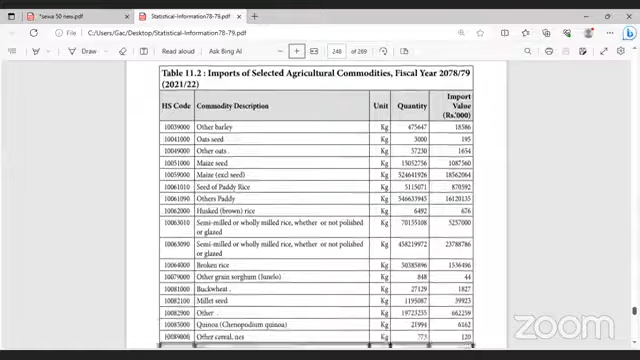 *sewa 50 new.pdf
Statistical-Information78-79.pdf
File
C:/Users/Gac/Desktop/Statistical-Information78-79.pdf
Draw
Read aloud
Ask Bing AI
248 of 269
Table 11.2 : Imports of Selected Agricultural Commodities, Fiscal Year 2078/79
(2021/22)
HS Code Commodity Description Unit Quantity Import Value (Rs.'000)
10039000 Other barley Kg 475647 18586
10041000 Oats seed Kg 3000 195
10049000 Other oats . Kg 57230 1654
10051000 Maize seed Kg 15052756 1087560
10059000 Maize (excl seed) Kg 524641926 18562064
10061010 Seed of Paddy Rice Kg 5115071 870592
10061090 Others Paddy Kg 546633945 16120135
10062000 Husked (brown) rice Kg 6492 676
10063010 Semi-milled or wholly milled rice, whether or not polished or glazed Kg 70155108 5257000
10063090 Semi-milled or wholly milled rice, whether or not polished or glazed Kg 458219972 23788786
10064000 Broken rice Kg 50385896 1536496
10079000 Other grain sorghum (Junelo) Kg 848 44
10081000 Buckwheat . Kg 27129 1827
10082100 Millet seed Kg 1195087 39923
10082900 Other . Kg 19723235 662259
10085000 Quinoa (Chenopodium quinoa) Kg 21994 6162
10089000 Other cereal, nes Kg 773 120
zoom